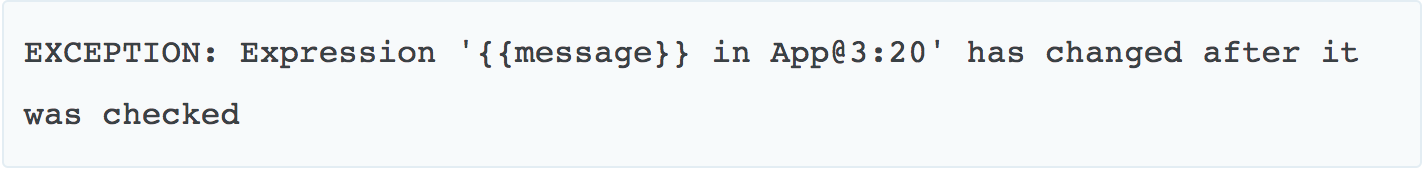 EXCEPTION: Expression '{{message}} in App@3:20' has changed after it
was checked